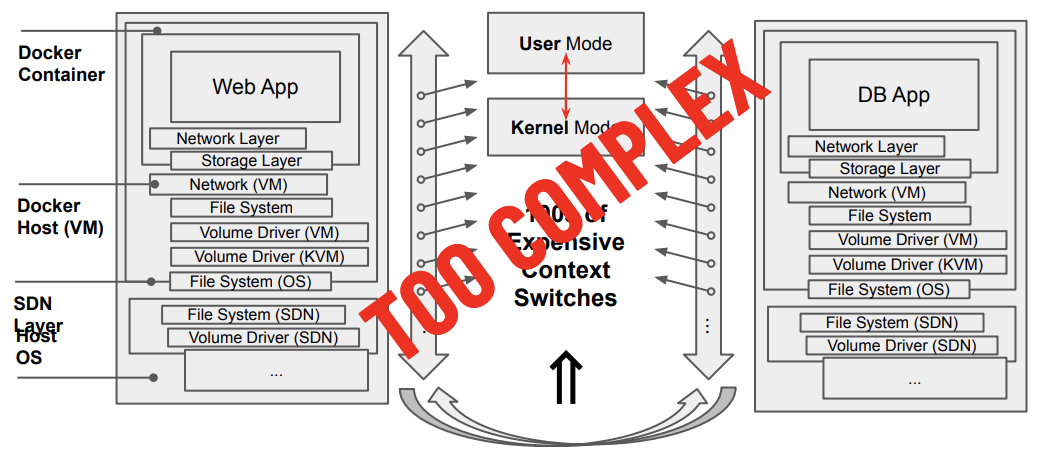 Docker
Container
Docker
Host (VM)
SDN
Layer
Host
OS
Web App
Network Layer
Storage Layer
Network (VM)
File System
Volume Driver (VM)
Volume Driver (KVM)
File System (OS)
File System (SDN)
Volume Driver (SDN)
...
User Mode
Kernel Mode
100s of
Expensive
Context
Switches
TOO COMPLEX
...
...
DB App
Network Layer
Storage Layer
Network (VM)
File System
Volume Driver (VM)
Volume Driver (KVM)
File System (OS)
File System (SDN)
Volume Driver (SDN)
...